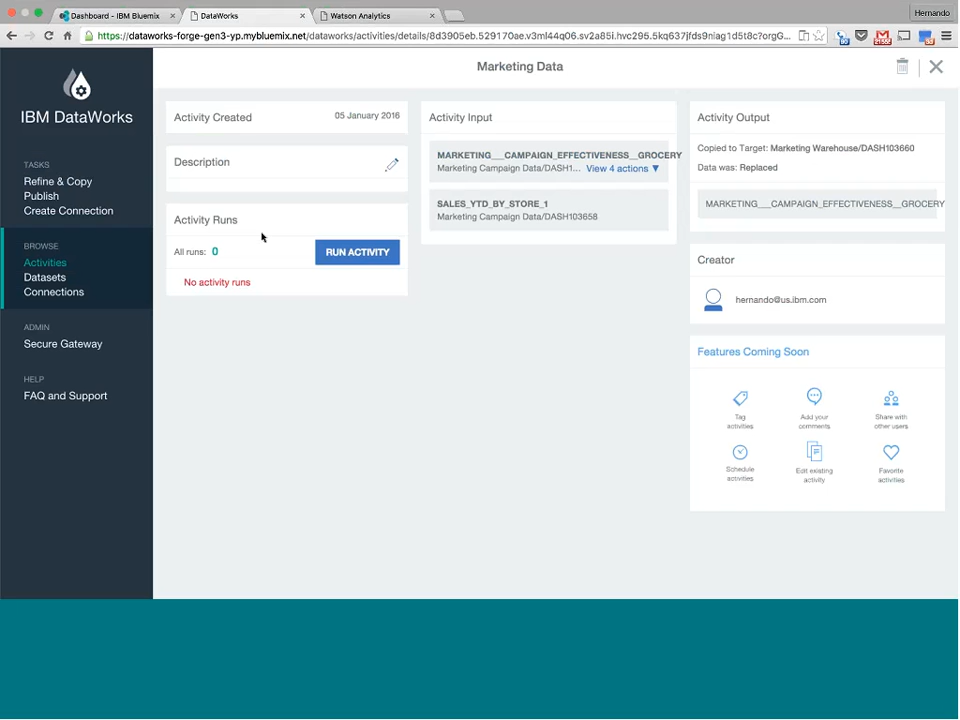 Dashboard - IBM Bluemix
DataWorks
Watson Analytics
Hernando
https://dataworks-forge-gen3-yp.mybluemix.net/dataworks/activities/details/8d3905eb.529170ae.v3ml44q06.sv2a85i.hvc295.5kq637jfds9niag1d5t8c?orgG...
IBM DataWorks
TASKS
Refine & Copy
Publish
Create Connection
BROWSE
Activities
Datasets
Connections
ADMIN
Secure Gateway
HELP
FAQ and Support
Marketing Data
Activity Created
05 January 2016
Description
Activity Runs
All runs: 0
RUN ACTIVITY
No activity runs
Activity Input
MARKETING___CAMPAIGN_EFFECTIVENESS__GROCERY
Marketing Campaign Data/DASH1... View 4 actions
SALES_YTD_BY_STORE_1
Marketing Campaign Data/DASH103658
Activity Output
Copied to Target: Marketing Warehouse/DASH103660
Data was: Replaced
MARKETING___CAMPAIGN_EFFECTIVENESS__GROCERY
Creator
hernando@us.ibm.com
Features Coming Soon
Tag
activities
Add your
comments
Share with
other users
Schedule
activities
Edit existing
activity
Favorite
activities